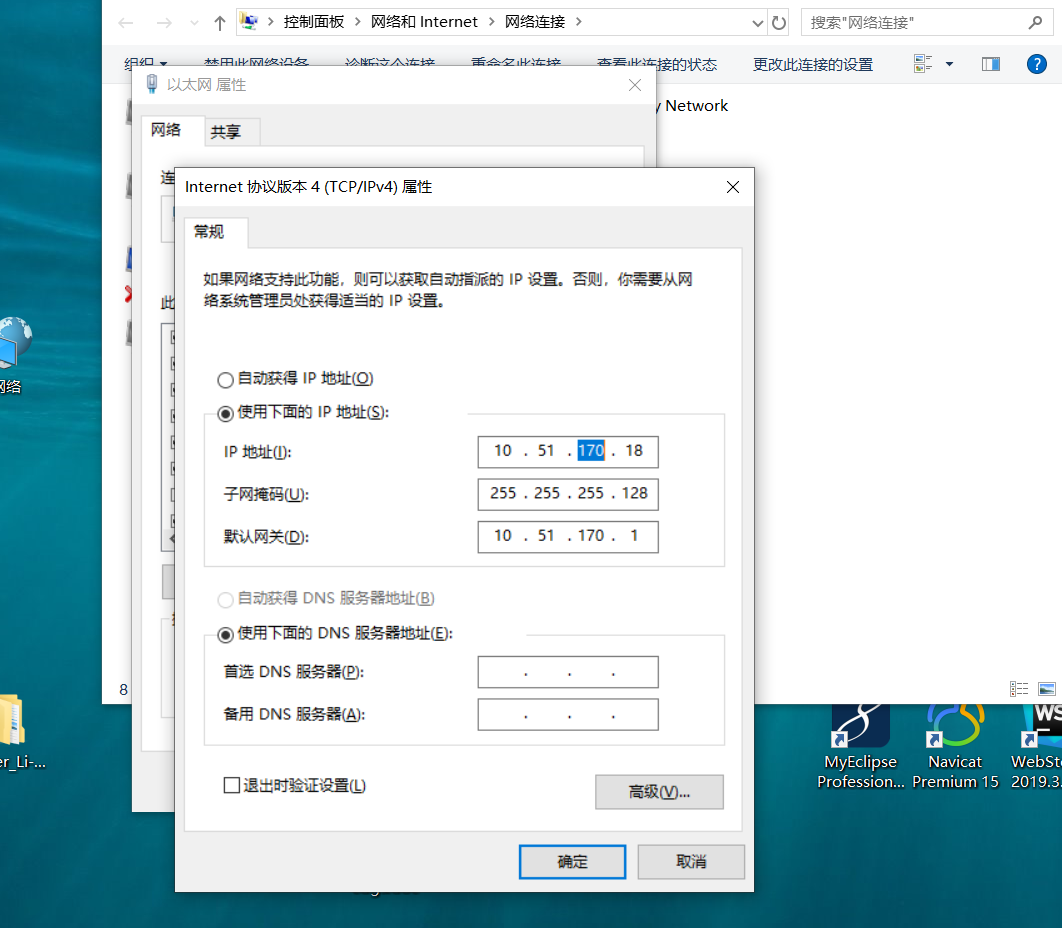 控制面板 > 网络和 Internet > 网络连接 >
搜索"网络连接"
组织 禁用此网络设备 诊断这个连接 重命名此连接 查看此连接的状态 更改此连接的设置
以太网 属性
y Network
网络 共享
连
Internet 协议版本 4 (TCP/IPv4) 属性
常规
如果网络支持此功能，则可以获取自动指派的 IP 设置。否则，你需要从网
络系统管理员处获得适当的 IP 设置。
此
自动获得 IP 地址(O)
网络
使用下面的 IP 地址(S):
IP 地址(I): 10 . 51 . 170 . 18
子网掩码(U): 255 . 255 . 255 . 128
默认网关(D): 10 . 51 . 170 . 1
自动获得 DNS 服务器地址(B)
使用下面的 DNS 服务器地址(E):
首选 DNS 服务器(P): . . .
备用 DNS 服务器(A): . . .
8
退出时验证设置(L)
高级(V)...
确定 取消
er_Li-...
WS
MyEclipse
Profession...
Navicat
Premium 15
WebSto
2019.3.